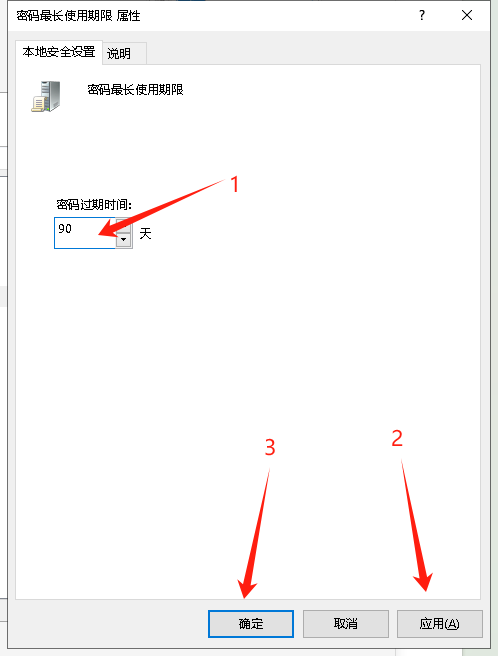 密码最长使用期限 属性
本地安全设置 说明
密码最长使用期限
1
密码过期时间:
90 天
3 2
确定 取消 应用(A)